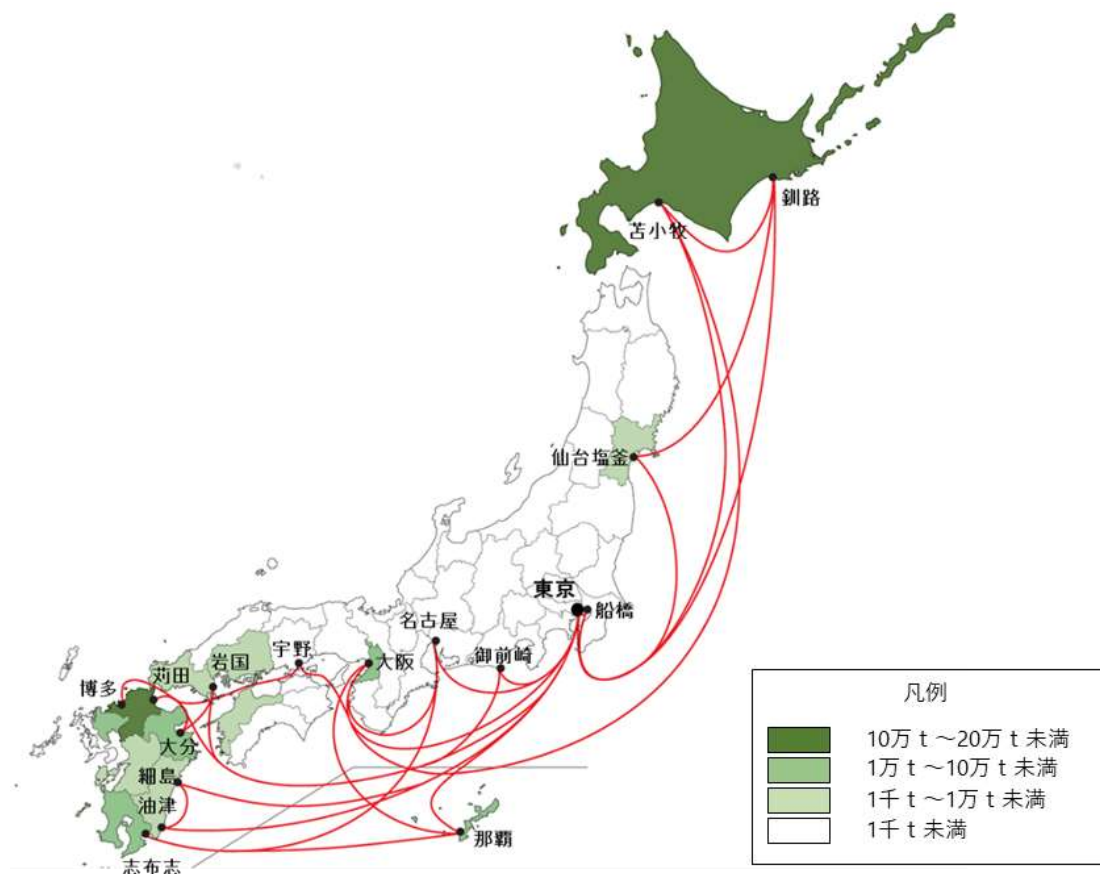 釧路
苫小牧
仙台塩釜
東京
船橋
名古屋
宇野
大阪
御前崎
岩国
苅田
博多
大分
細島
油津
志布志
那覇
凡例
10万ｔ～20万ｔ未満
1万ｔ～10万ｔ未満
1千ｔ～1万ｔ未満
1千ｔ未満